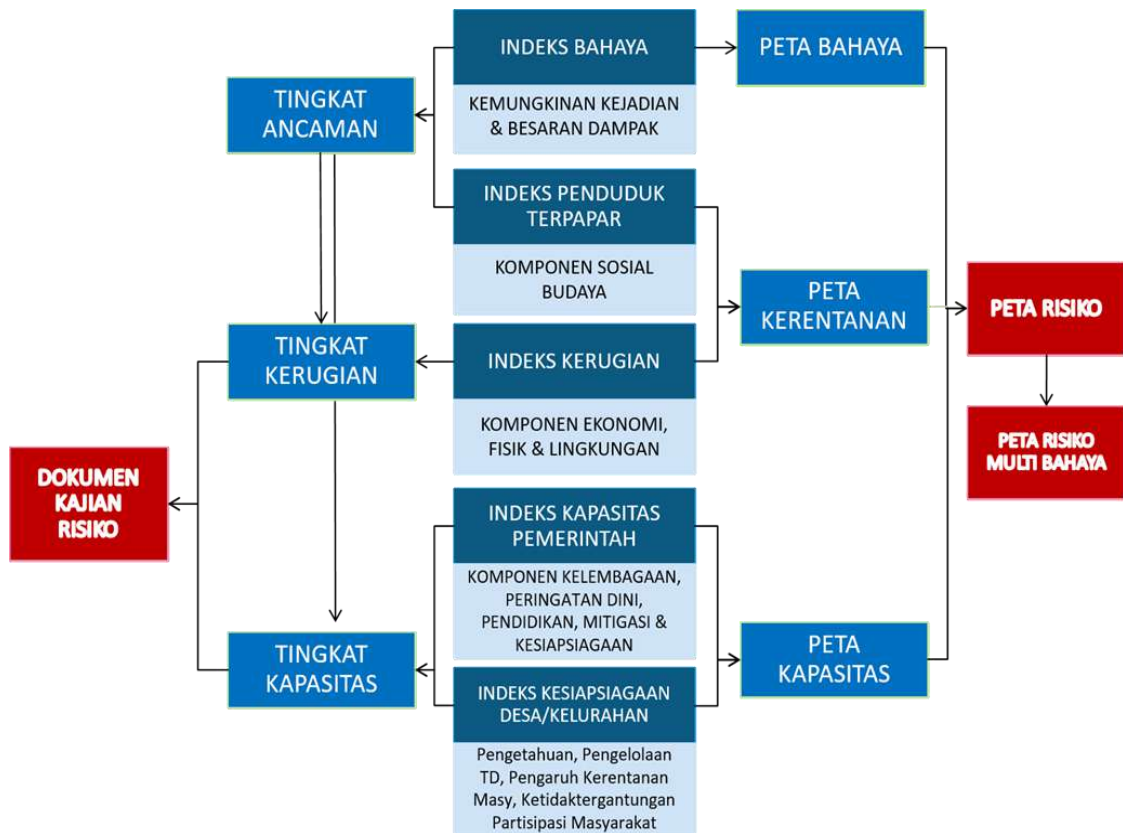 INDEKS BAHAYA
KEMUNGKINAN KEJADIAN
& BESARAN DAMPAK
PETA BAHAYA
TINGKAT
ANCAMAN
INDEKS PENDUDUK
TERPAPAR
KOMPONEN SOSIAL
BUDAYA
PETA
KERENTANAN
PETA RISIKO
TINGKAT
KERUGIAN
INDEKS KERUGIAN
KOMPONEN EKONOMI,
FISIK & LINGKUNGAN
PETA RISIKO
MULTI BAHAYA
DOKUMEN
KAJIAN
RISIKO
INDEKS KAPASITAS
PEMERINTAH
KOMPONEN KELEMBAGAAN,
PERINGATAN DINI,
PENDIDIKAN, MITIGASI &
KESIAPSIAGAAN
TINGKAT
KAPASITAS
PETA
KAPASITAS
INDEKS KESIAPSIAGAAN
DESA/KELURAHAN
Pengetahuan, Pengelolaan
TD, Pengaruh Kerentanan
Masy, Ketidaktergantungan
Partisipasi Masyarakat